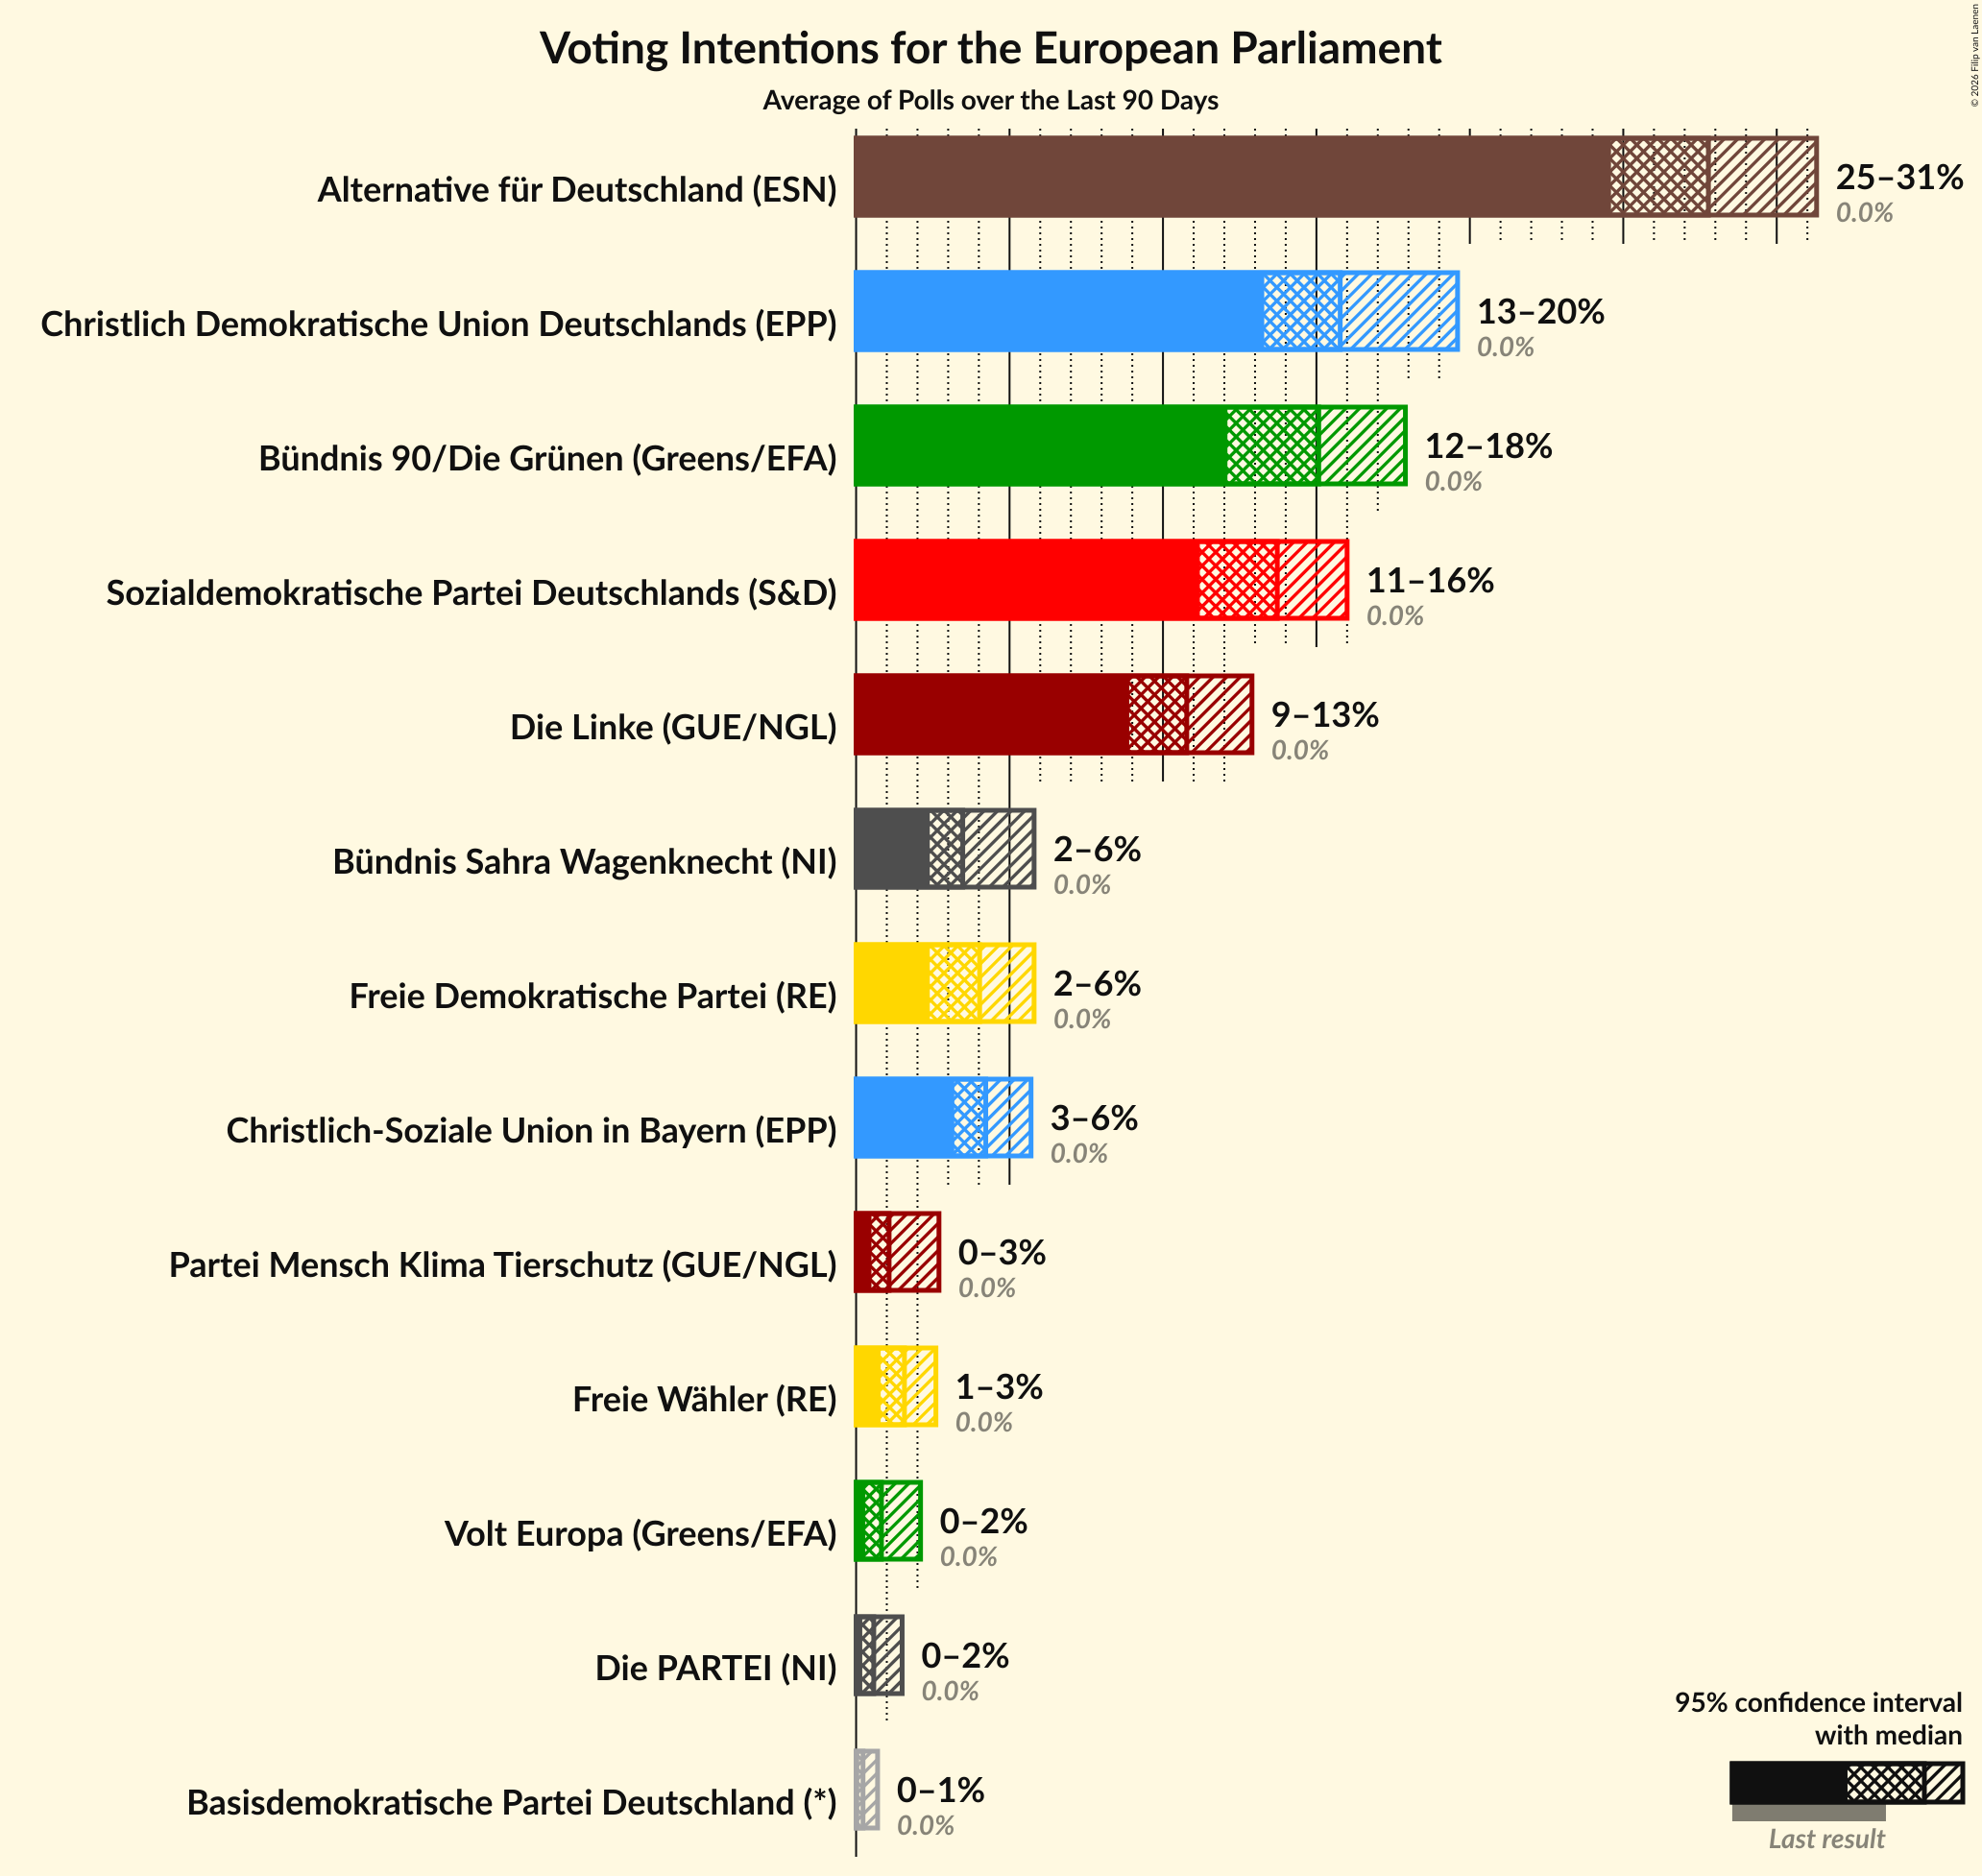 Voting Intentions for the European Parliament
Average of Polls over the Last 90 Days
© 2026 Filip van Laenen
Alternative für Deutschland (ESN)
25–31%
0.0%
Christlich Demokratische Union Deutschlands (EPP)
13–20%
0.0%
Bündnis 90/Die Grünen (Greens/EFA)
12–18%
0.0%
Sozialdemokratische Partei Deutschlands (S&D)
11–16%
0.0%
Die Linke (GUE/NGL)
9–13%
0.0%
Bündnis Sahra Wagenknecht (NI)
2–6%
0.0%
Freie Demokratische Partei (RE)
2–6%
0.0%
Christlich-Soziale Union in Bayern (EPP)
3–6%
0.0%
Partei Mensch Klima Tierschutz (GUE/NGL)
0–3%
0.0%
Freie Wähler (RE)
1–3%
0.0%
Volt Europa (Greens/EFA)
0–2%
0.0%
Die PARTEI (NI)
0–2%
0.0%
Basisdemokratische Partei Deutschland (*)
0–1%
0.0%
95% confidence interval
with median
Last result